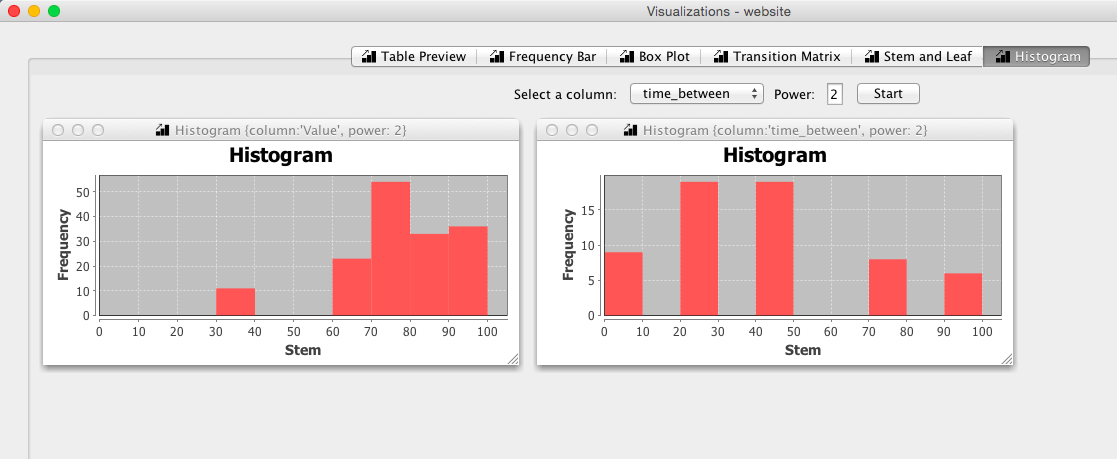 Visualizations - website
Table Preview Frequency Bar Box Plot Transition Matrix Stem and Leaf Histogram
Select a column: time_between Power: 2 Start
Histogram {column:'Value', power: 2}
Histogram
Frequency
50
40
30
20
10
0
0 10 20 30 40 50 60 70 80 90 100
Stem
Histogram {column:'time_between', power: 2}
Histogram
Frequency
15
10
5
0
0 10 20 30 40 50 60 70 80 90 100
Stem